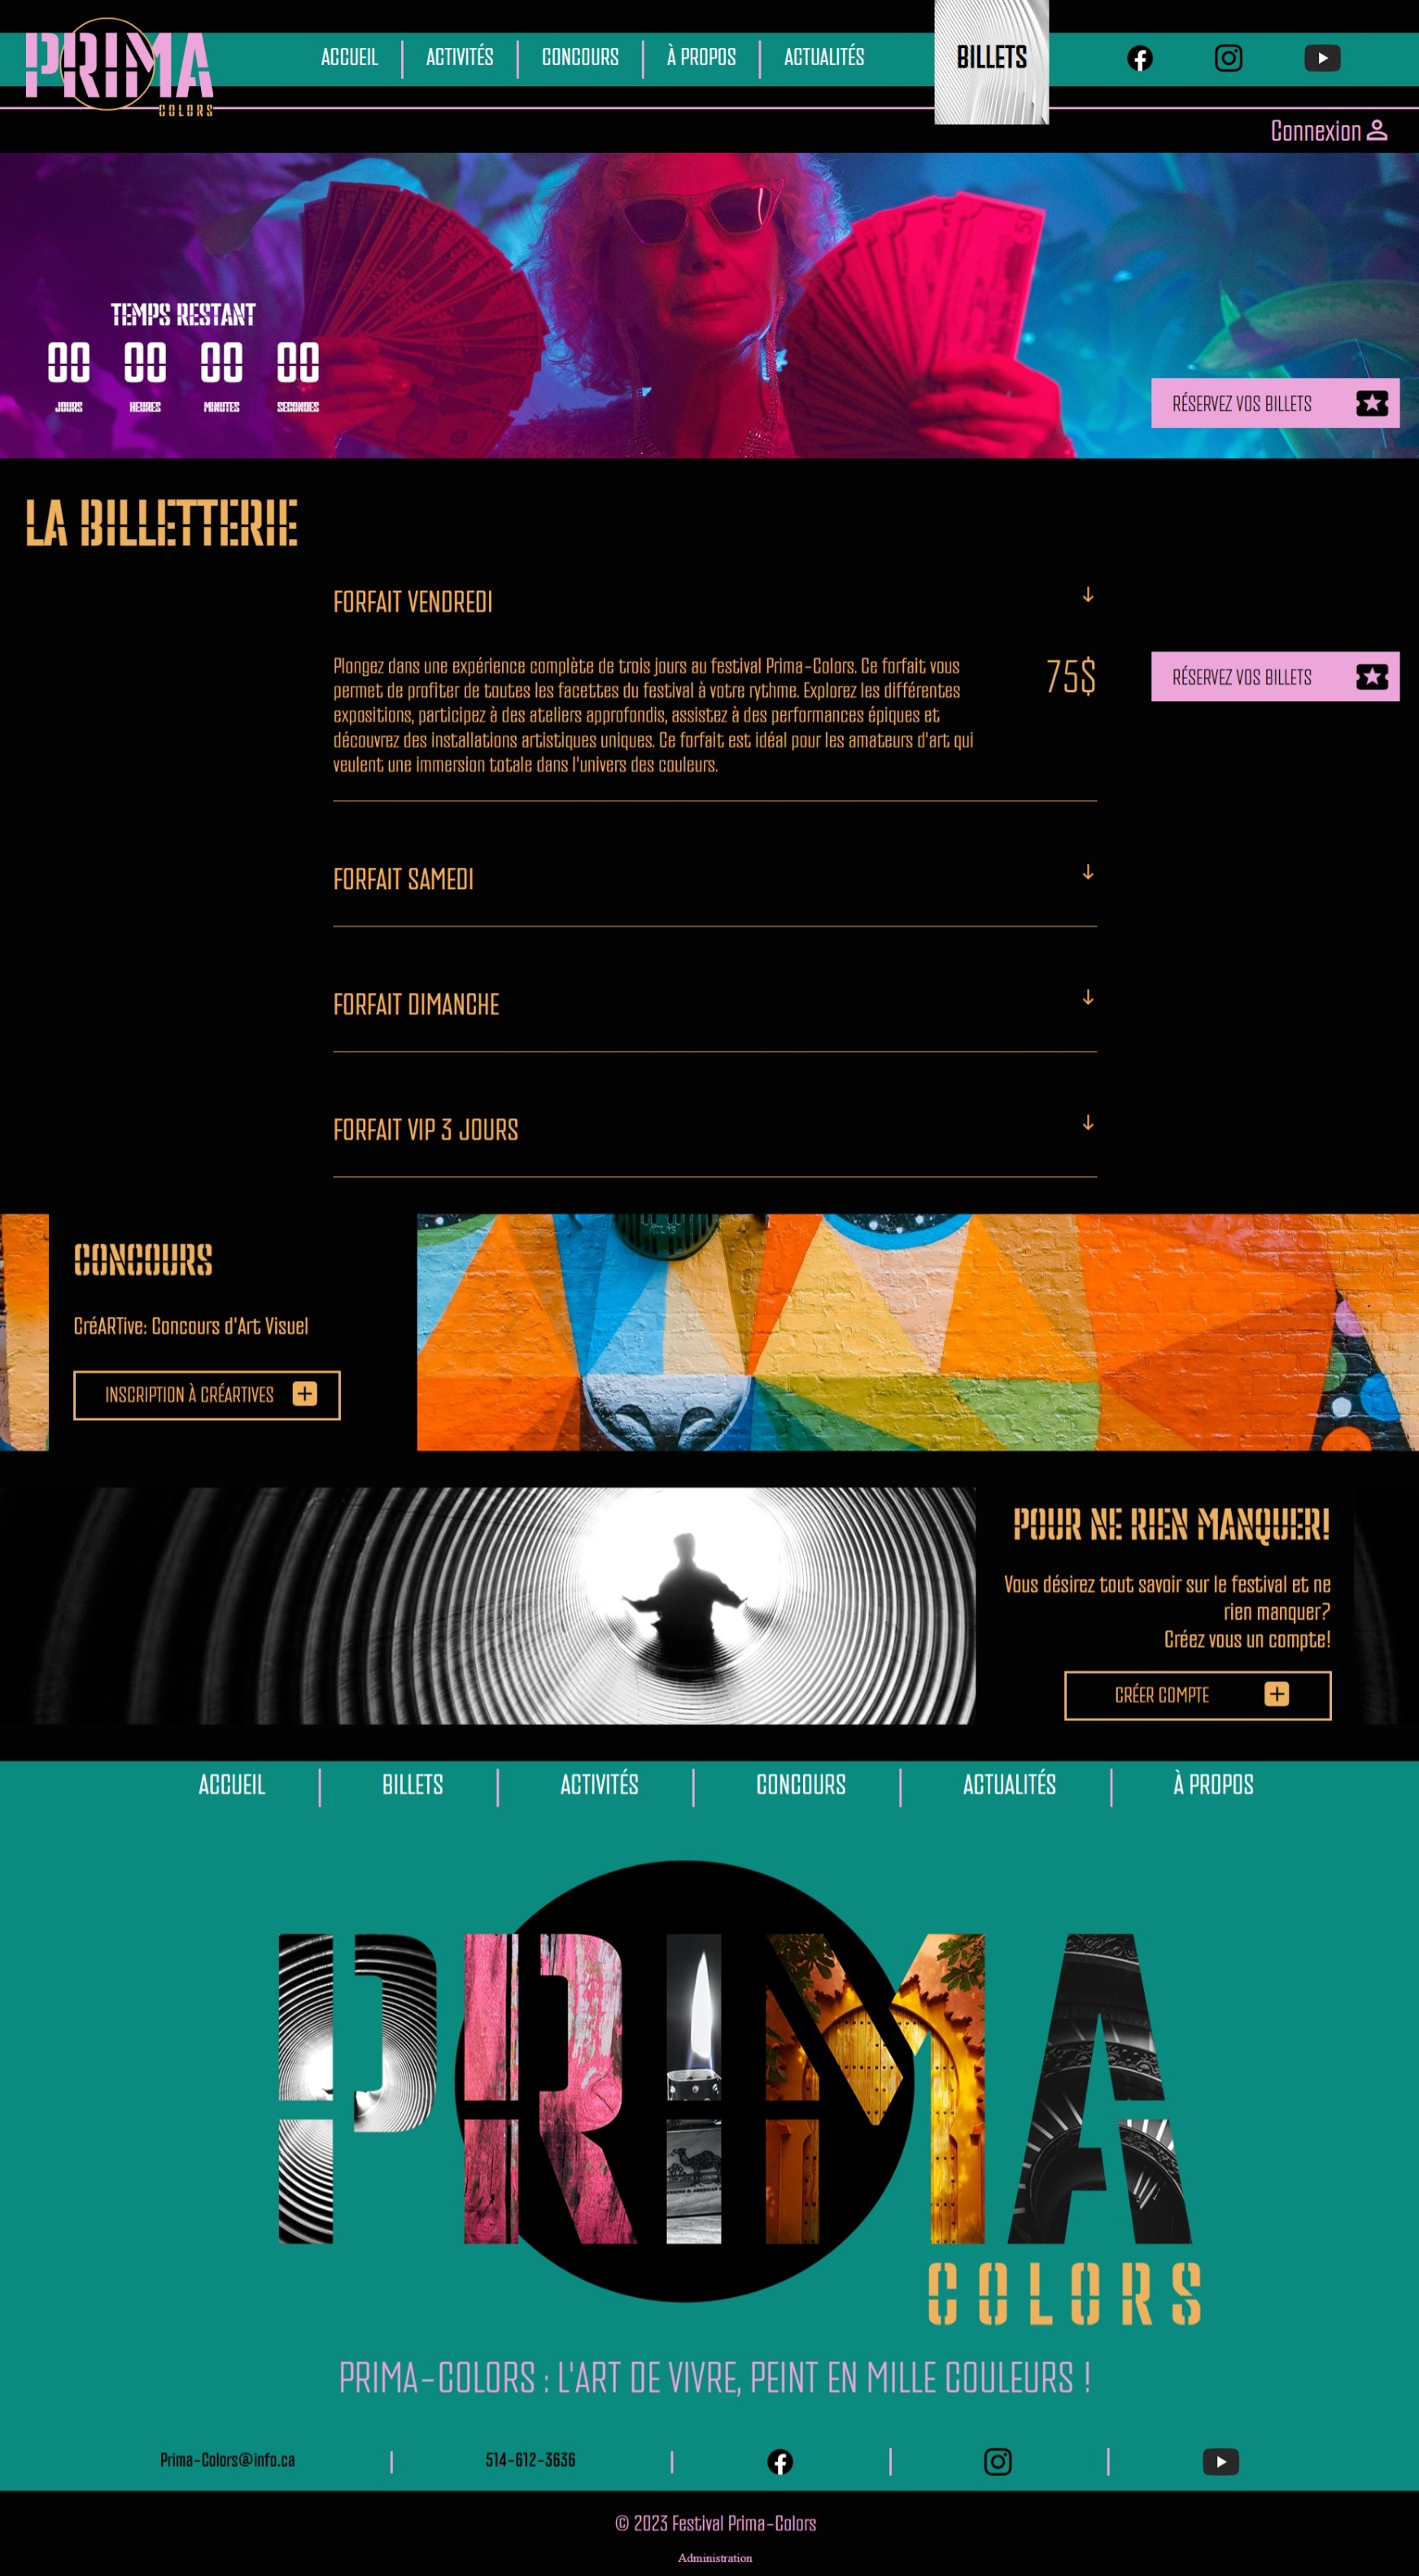 PRIMA
COLORS
ACCUEIL
ACTIVITÉS
CONCOURS
À PROPOS
ACTUALITÉS
BILLETS
Connexion
TEMPS RESTANT
00 00 00 00
JOURS HEURES MINUTES SECONDES
RÉSERVEZ VOS BILLETS
LA BILLETTERIE
FORFAIT VENDREDI
Plongez dans une expérience complète de trois jours au festival Prima-Colors. Ce forfait vous
permet de profiter de toutes les facettes du festival à votre rythme. Explorez les différentes
expositions, participez à des ateliers approfondis, assistez à des performances épiques et
découvrez des installations artistiques uniques. Ce forfait est idéal pour les amateurs d'art qui
veulent une immersion totale dans l'univers des couleurs.
75$
RÉSERVEZ VOS BILLETS
FORFAIT SAMEDI
FORFAIT DIMANCHE
FORFAIT VIP 3 JOURS
CONCOURS
CréARTive: Concours d'Art Visuel
INSCRIPTION À CRÉARTIVES
POUR NE RIEN MANQUER!
Vous désirez tout savoir sur le festival et ne
rien manquer?
Créez vous un compte!
CRÉER COMPTE
ACCUEIL
BILLETS
ACTIVITÉS
CONCOURS
ACTUALITÉS
À PROPOS
PRIMA
COLORS
PRIMA-COLORS : L'ART DE VIVRE, PEINT EN MILLE COULEURS !
Prima-Colors@info.ca
514-612-3636
© 2023 Festival Prima-Colors
Administration